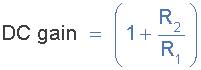 DC gain = (1 + R₂/R₁)